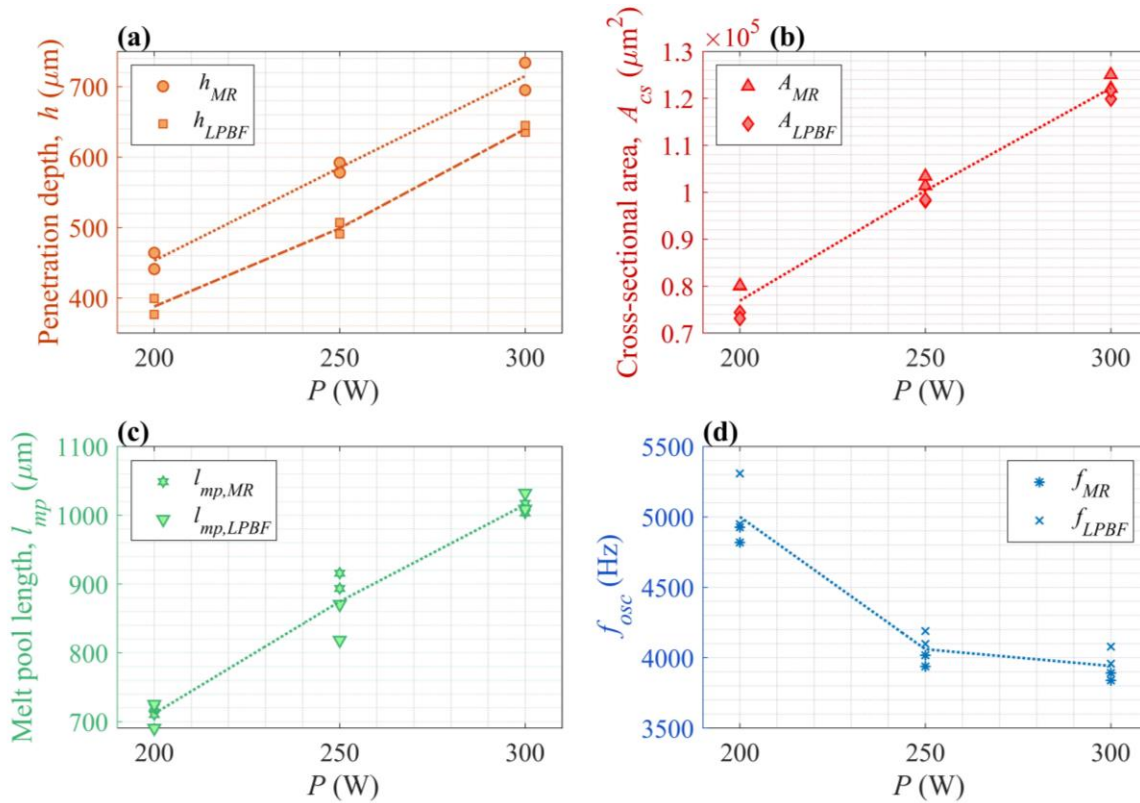 (a)
Penetration depth, h (μm)
700
600
500
400
h_MR
h_LPBF
200 250 300
P (W)
(b)
×10^5
Cross-sectional area, A_cs (μm^2)
1.3
1.2
1.1
1
0.9
0.8
0.7
A_MR
A_LPBF
200 250 300
P (W)
(c)
Melt pool length, l_mp (μm)
1100
1000
900
800
700
l_mp,MR
l_mp,LPBF
200 250 300
P (W)
(d)
f_osc (Hz)
5500
5000
4500
4000
3500
f_MR
f_LPBF
200 250 300
P (W)